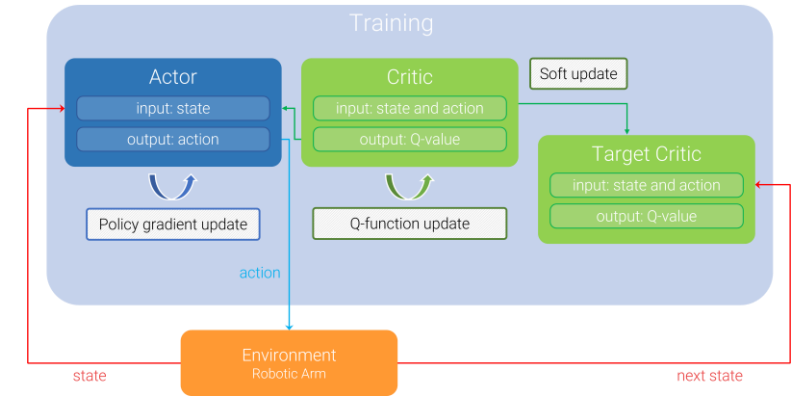 Training
Actor
input: state
output: action
Policy gradient update
Critic
input: state and action
output: Q-value
Q-function update
Soft update
Target Critic
input: state and action
output: Q-value
action
Environment
Robotic Arm
state
next state